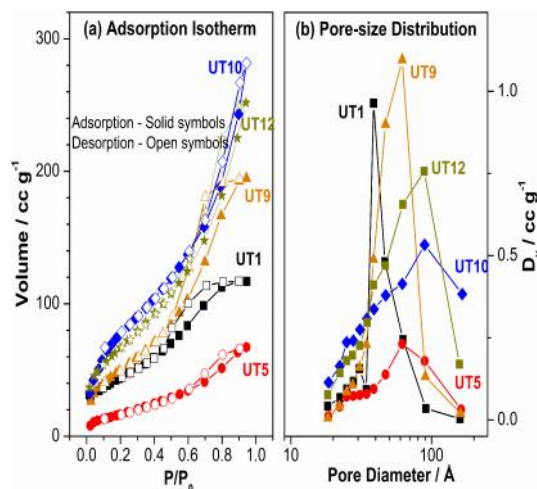 (a) Adsorption Isotherm
(b) Pore-size Distribution
300
200
100
0
Volume / cc g⁻¹
UT10
Adsorption - Solid symbols
Desorption - Open symbols
UT12
UT9
UT1
UT5
0.0 0.2 0.4 0.6 0.8 1.0
P/P₀
UT9
UT1
UT12
UT10
UT5
1.0
0.5
0.0
/ cc g⁻¹
10 100
Pore Diameter / Å